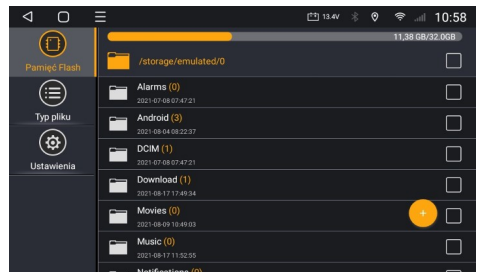 13.4V
10:58
11,38 GB/32.0GB
Pamięć Flash
/storage/emulated/0
Alarms (0)
2021-07-08 07:47:21
Typ pliku
Android (3)
2021-08-04 08:22:37
DCIM (1)
2021-07-08 07:47:21
Ustawienia
Download (1)
2021-08-17 17:49:34
Movies (0)
2021-08-09 10:49:03
+
Music (0)
2021-08-17 11:52:55
Notifications (0)